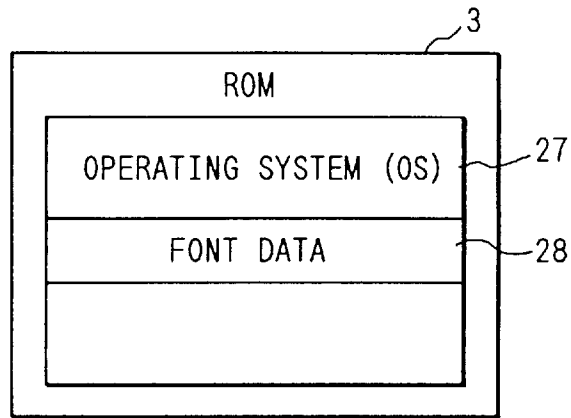 3
ROM
OPERATING SYSTEM (OS)
27
FONT DATA
28